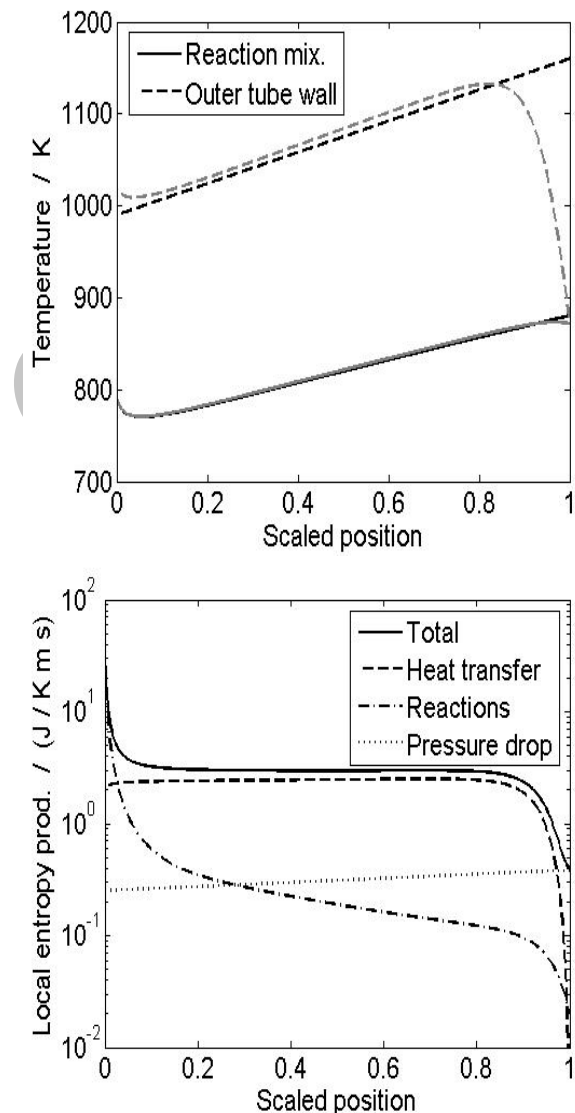 1200
1100
1000
900
800
700
Temperature / K
Reaction mix.
Outer tube wall
0 0.2 0.4 0.6 0.8 1
Scaled position
10^2
10^1
10^0
10^-1
10^-2
Local entropy prod. / (J / K m s)
Total
Heat transfer
Reactions
Pressure drop
0 0.2 0.4 0.6 0.8 1
Scaled position